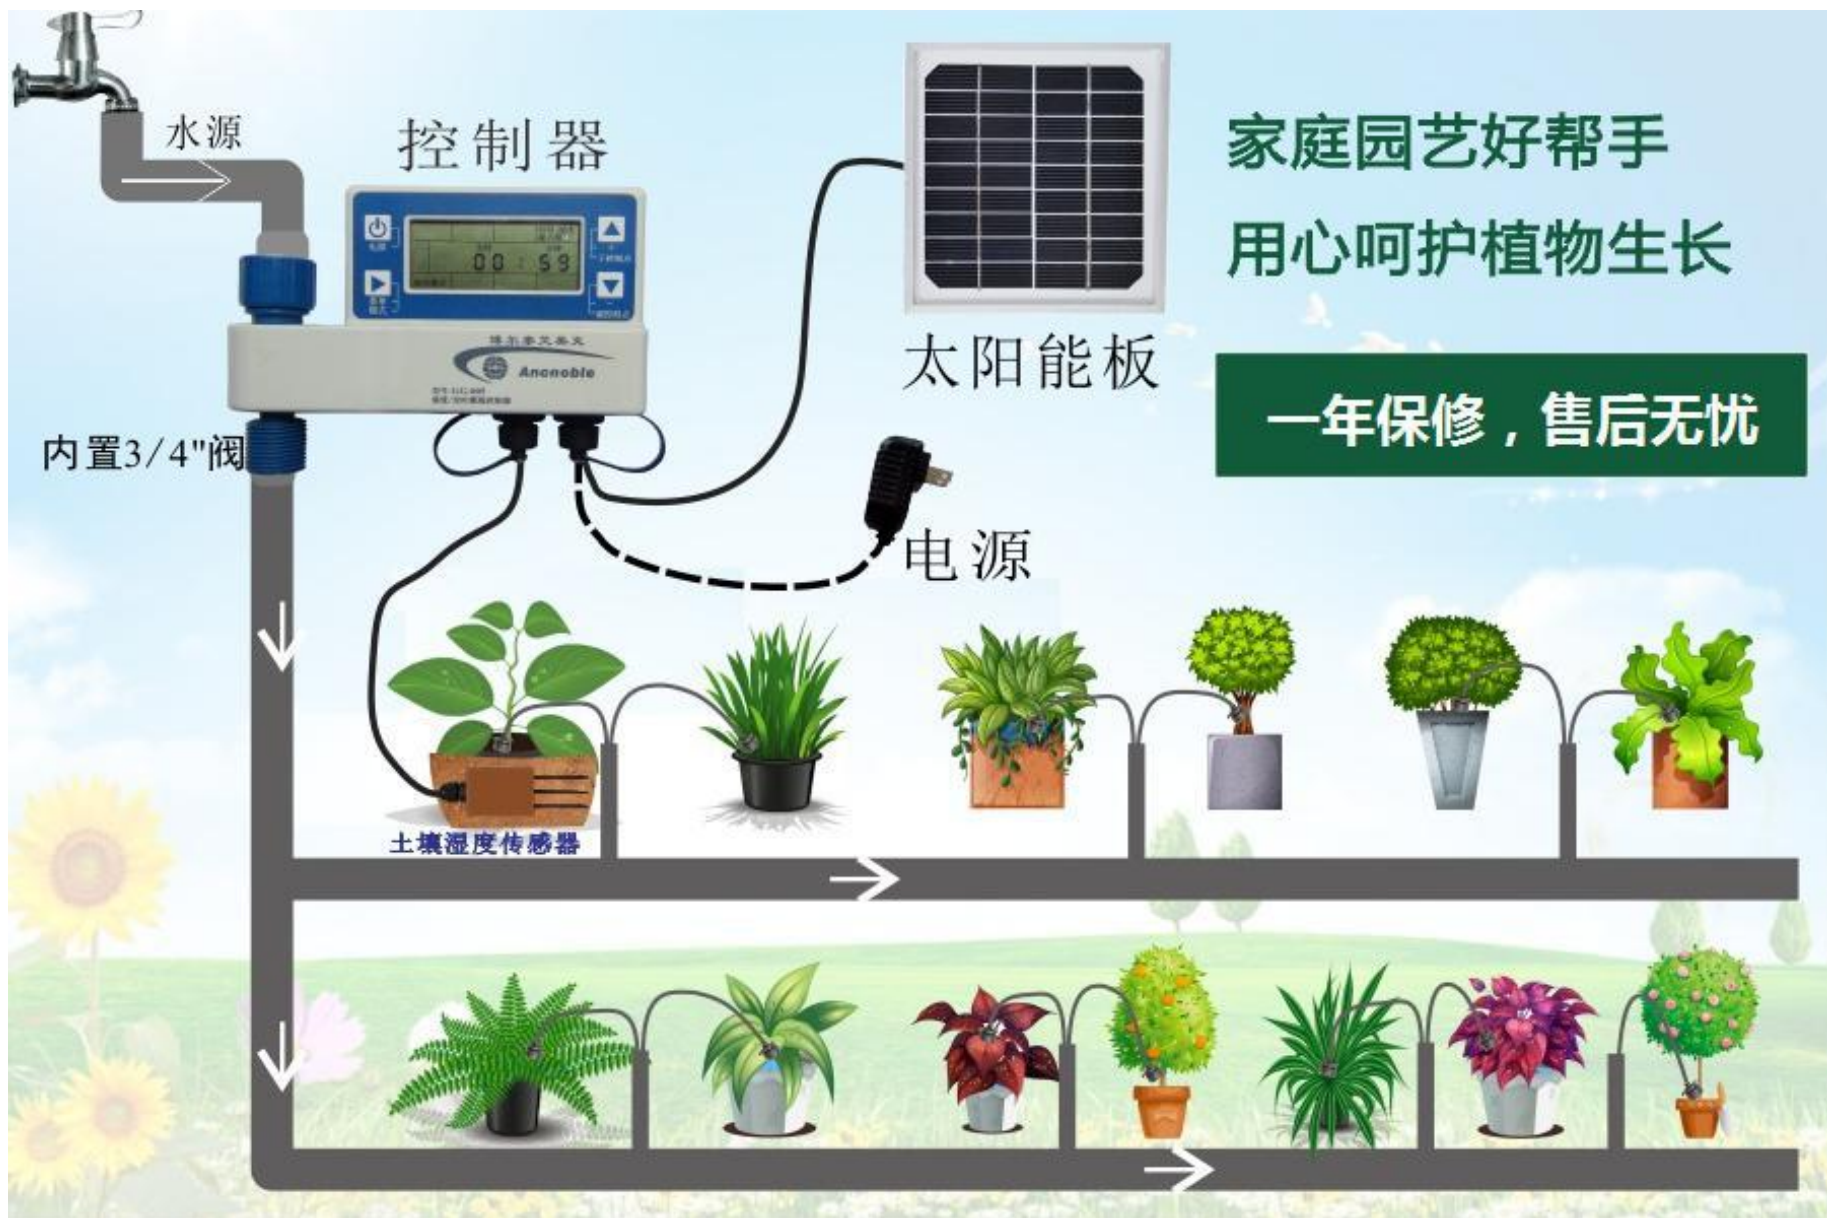 水源
控制器
家庭园艺好帮手
用心呵护植物生长
00:59
太阳能板
Anenoble
一年保修，售后无忧
内置3/4"阀
电源
土壤湿度传感器